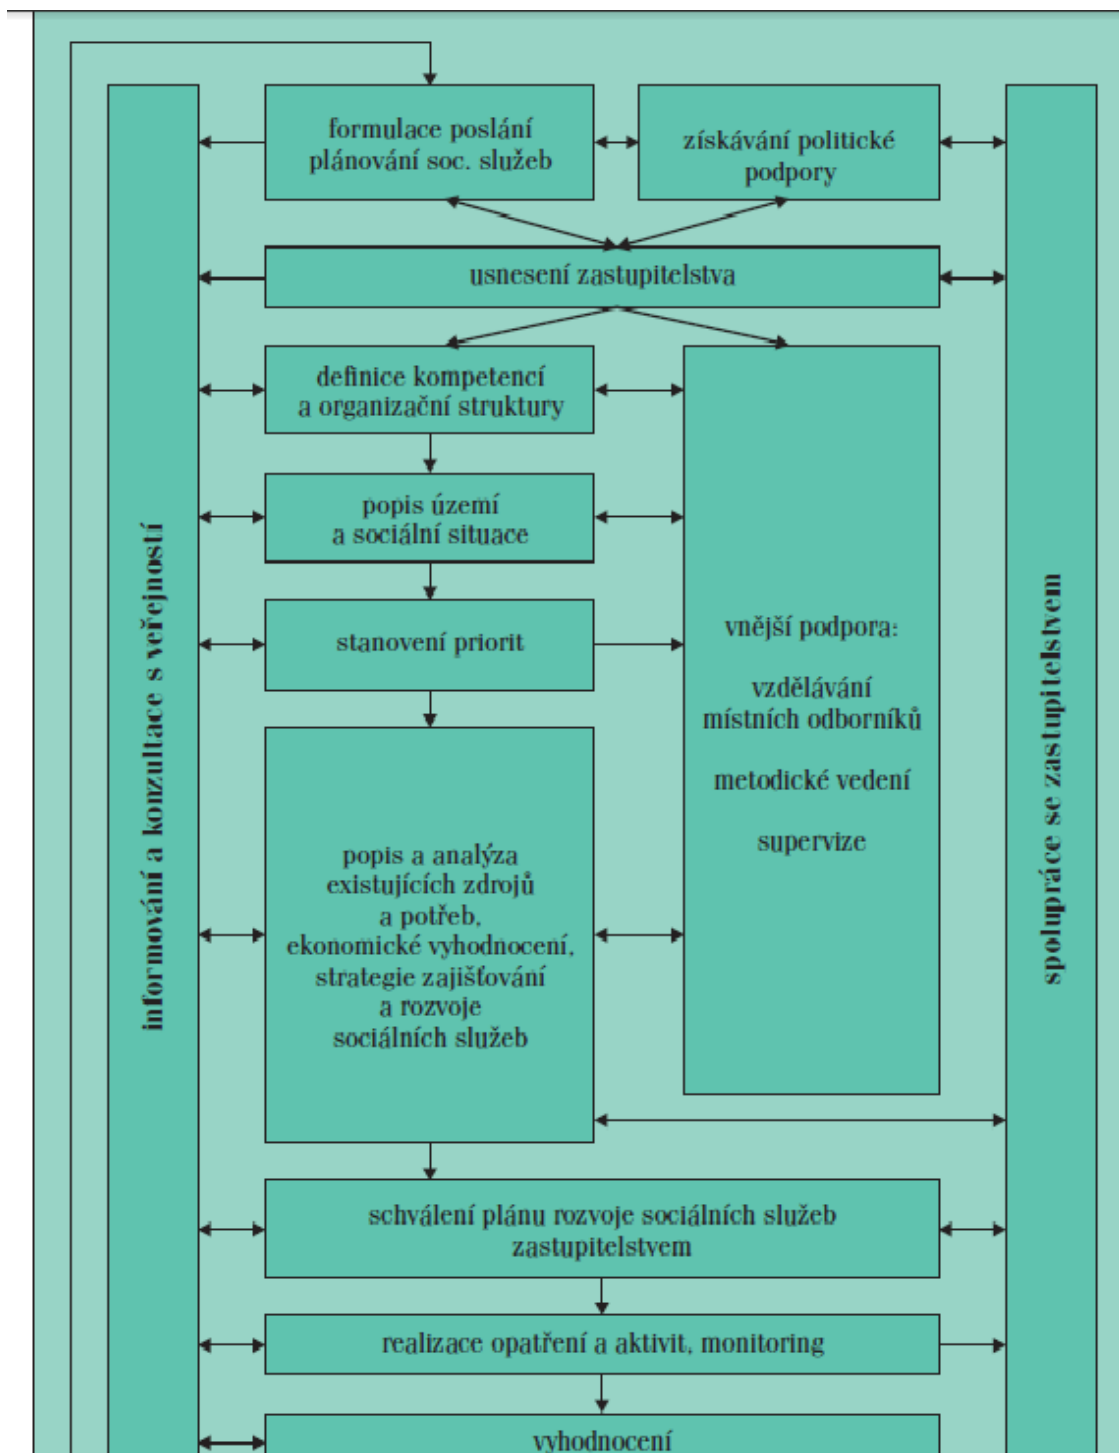 formulace poslání
plánování soc. služeb
získávání politické
podpory
usnesení zastupitelstva
definice kompetencí
a organizační struktury
popis území
a sociální situace
stanovení priorit
vnější podpora:
vzdělávání
místních odborníků
metodické vedení
supervize
popis a analýza
existujících zdrojů
a potřeb,
ekonomické vyhodnocení,
strategie zajišťování
a rozvoje
sociálních služeb
schválení plánu rozvoje sociálních služeb
zastupitelstvem
realizace opatření a aktivit, monitoring
vyhodnocení
informování a konzultace s veřejností
spolupráce se zastupitelstvem